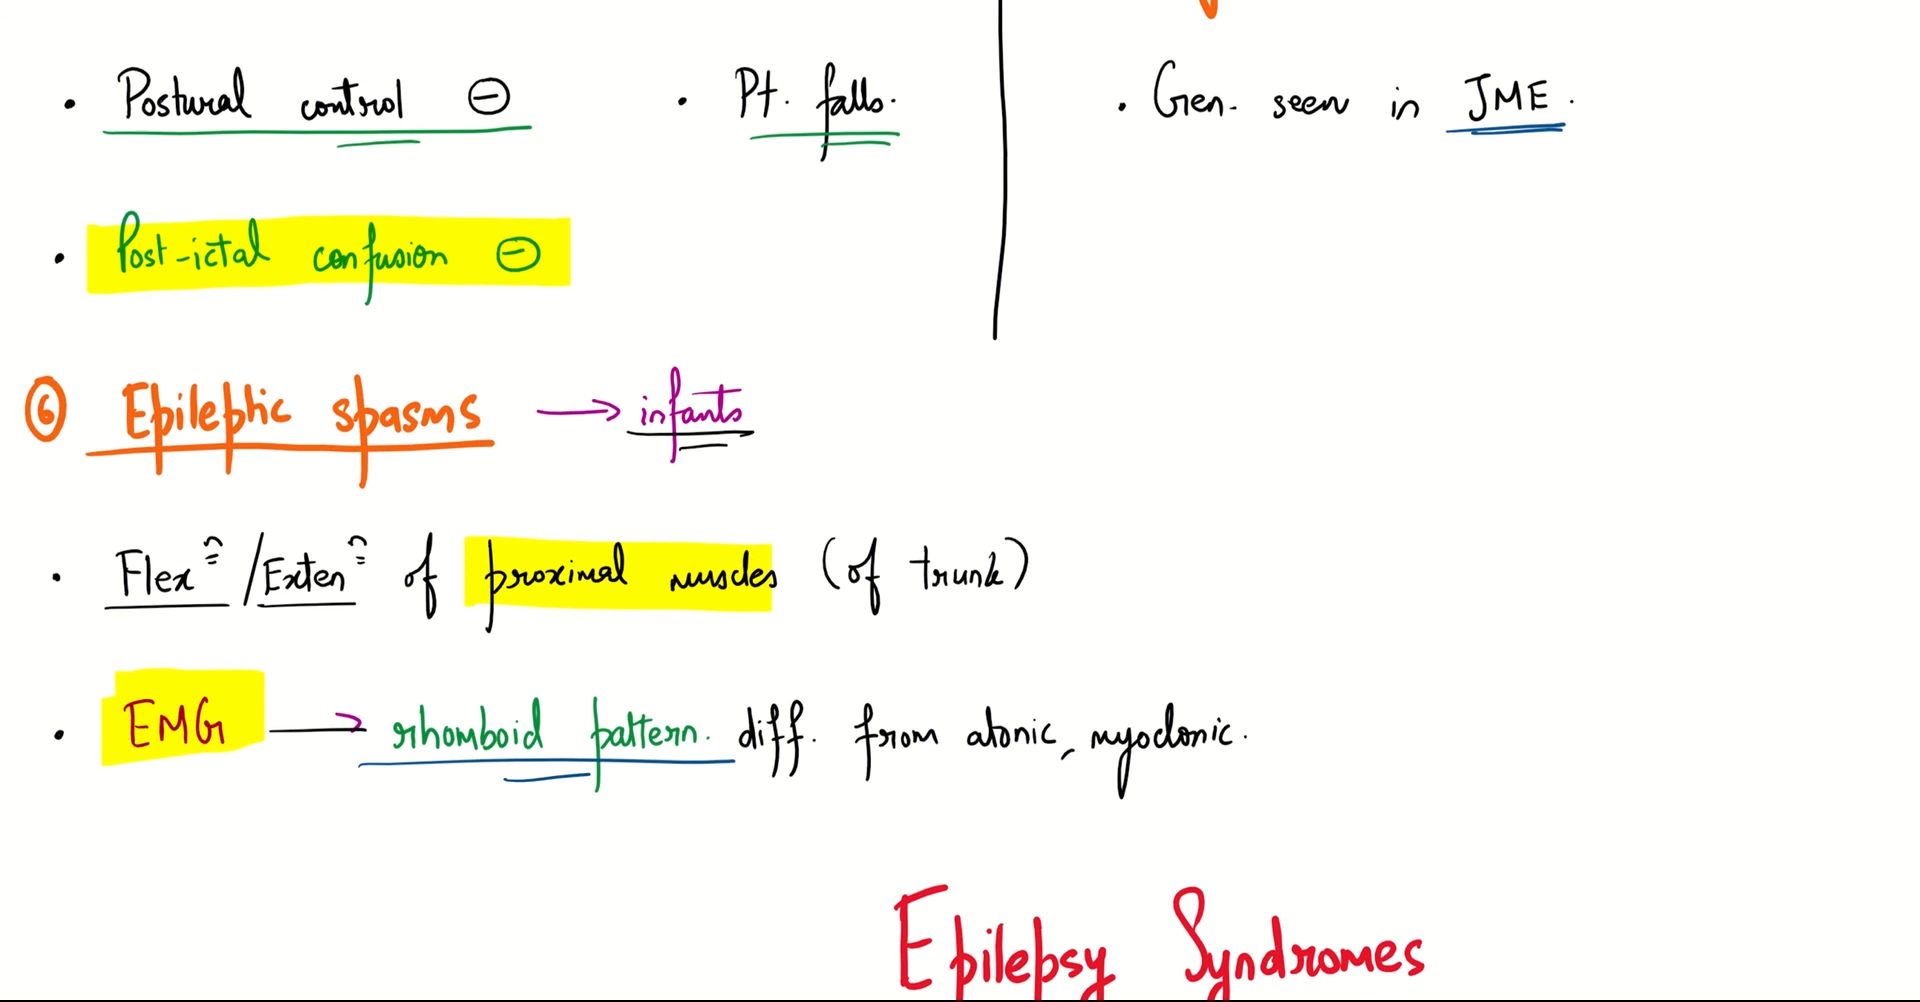 • Postural control ⊖ • Pt. falls.
• Gen. seen in JME.
• Post-ictal confusion ⊖
⑥ Epileptic spasms → infants
• Flexⁿ / Extenⁿ of proximal muscles (of trunk)
• EMG → rhomboid pattern. diff. from atonic, myoclonic.
Epilepsy Syndromes